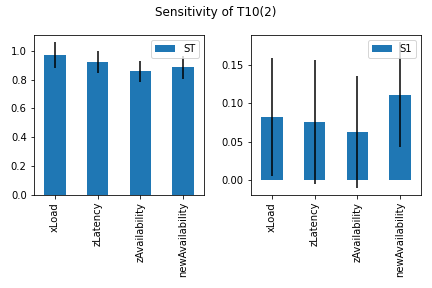 Sensitivity of T10(2)
ST
1.0
0.8
0.6
0.4
0.2
0.0
xLoad
zLatency
zAvailability
newAvailability
S1
0.15
0.10
0.05
0.00
xLoad
zLatency
zAvailability
newAvailability